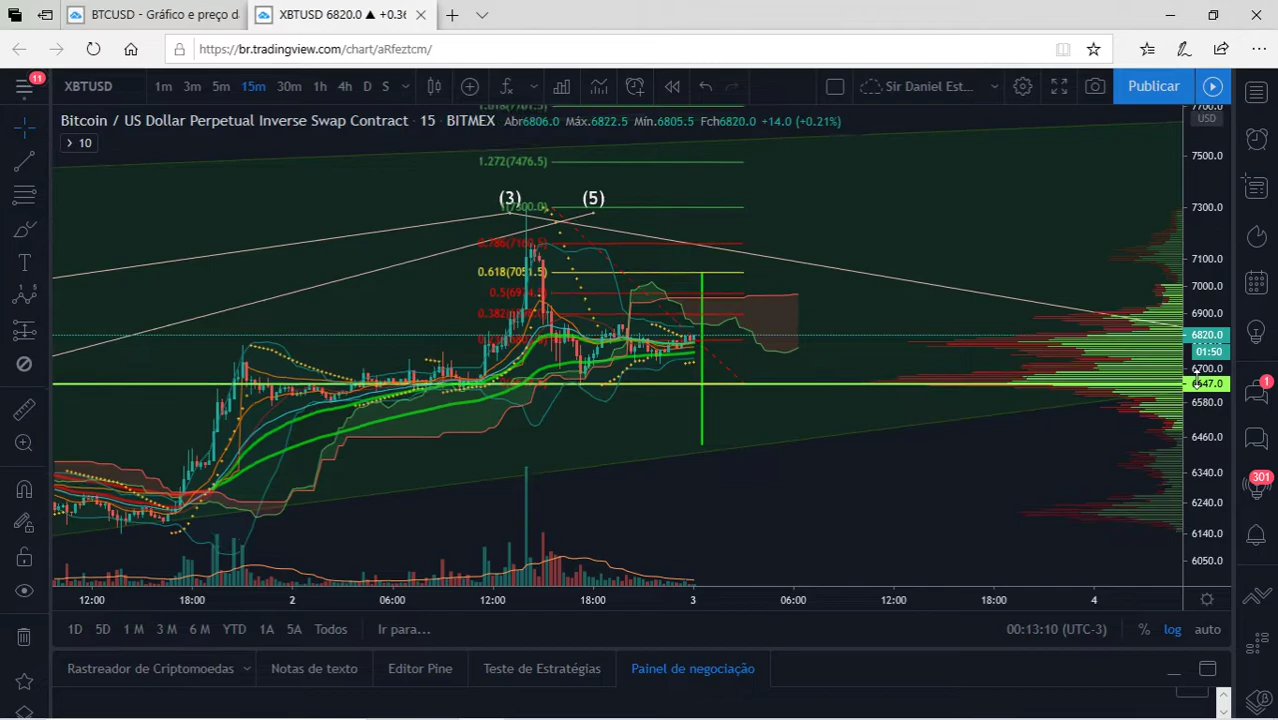 BTCUSD - Gráfico e preço d
XBTUSD 6820.0 ▲ +0.36
https://br.tradingview.com/chart/aRfeztcm/
11
XBTUSD 1m 3m 5m 15m 30m 1h 4h D S
Sir Daniel Est...
Publicar
Bitcoin / US Dollar Perpetual Inverse Swap Contract · 15 · BITMEX Abr6806.0 Máx.6822.5 Mín.6805.5 Fch6820.0 +14.0 (+0.21%)
10
USD
1.272(7476.5)
7500.0
(3) (5)
1(7300.0)
7300.0
0.618(7051.5)
7100.0
7000.0
6900.0
6820.0
01:50
6700.0
6647.0
6580.0
6460.0
6340.0
6240.0
6140.0
6050.0
1
301
12:00 18:00 2 06:00 12:00 18:00 3 06:00 12:00 18:00 4
1D 5D 1 M 3 M 6 M YTD 1A 5A Todos Ir para... 00:13:10 (UTC-3) % log auto
Rastreador de Criptomoedas Notas de texto Editor Pine Teste de Estratégias Painel de negociação